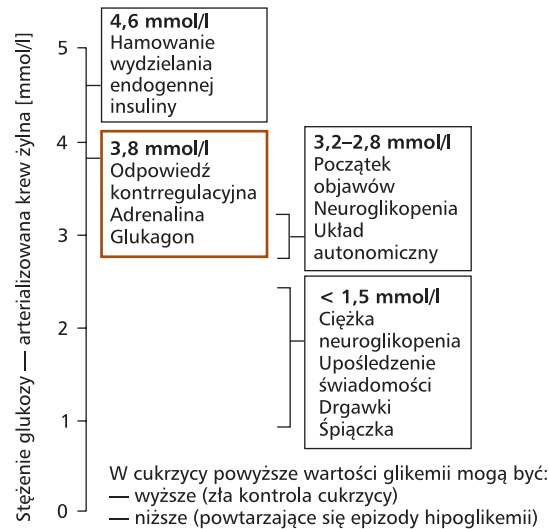 Stężenie glukozy — arterializowana krew żylna [mmol/l]
5
4
3
2
1
0
4,6 mmol/l
Hamowanie
wydzielania
endogennej
insuliny
3,8 mmol/l
Odpowiedź
kontrregulacyjna
Adrenalina
Glukagon
3,2–2,8 mmol/l
Początek
objawów
Neuroglikopenia
Układ
autonomiczny
< 1,5 mmol/l
Ciężka
neuroglikopenia
Upośledzenie
świadomości
Drgawki
Śpiączka
W cukrzycy powyższe wartości glikemii mogą być:
— wyższe (zła kontrola cukrzycy)
— niższe (powtarzające się epizody hipoglikemii)